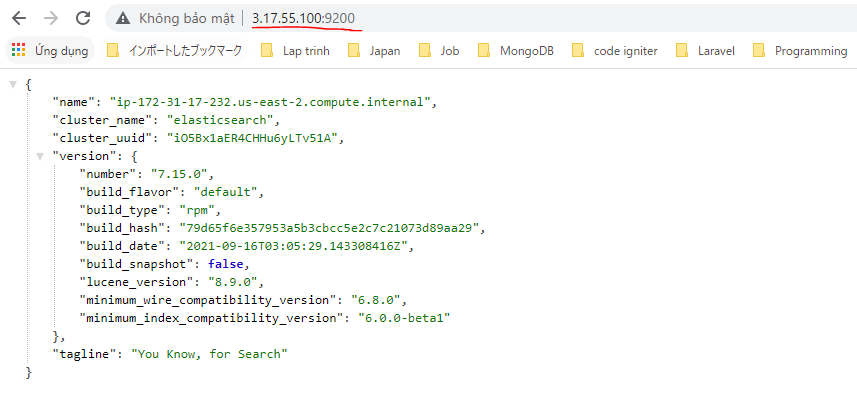 Không bảo mật | 3.17.55.100:9200
Ứng dụng インポートしたブックマーク Lap trinh Japan Job MongoDB code igniter Laravel Programming
{
"name": "ip-172-31-17-232.us-east-2.compute.internal",
"cluster_name": "elasticsearch",
"cluster_uuid": "iO5Bx1aER4CHHu6yLTv51A",
"version": {
"number": "7.15.0",
"build_flavor": "default",
"build_type": "rpm",
"build_hash": "79d65f6e357953a5b3cbcc5e2c7c21073d89aa29",
"build_date": "2021-09-16T03:05:29.143308416Z",
"build_snapshot": false,
"lucene_version": "8.9.0",
"minimum_wire_compatibility_version": "6.8.0",
"minimum_index_compatibility_version": "6.0.0-beta1"
},
"tagline": "You Know, for Search"
}